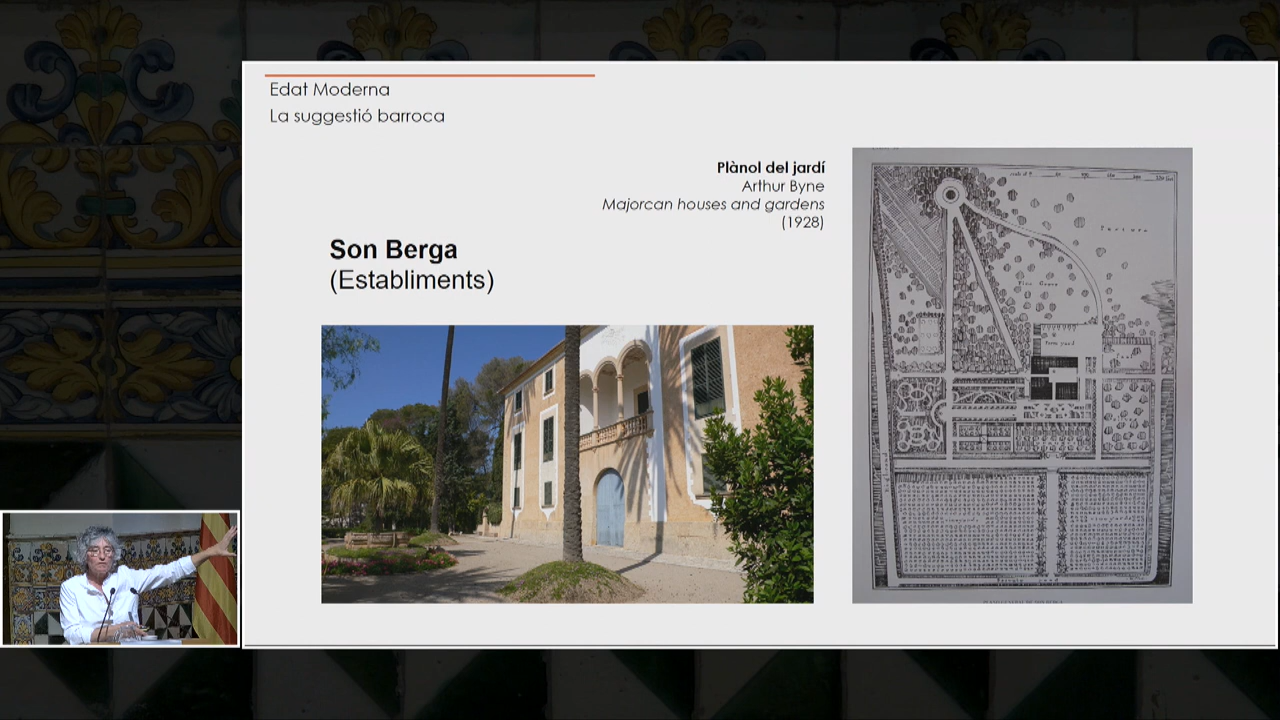 Edat Moderna
La suggestió barroca
Plànol del jardí
Arthur Byne
Majorcan houses and gardens
(1928)
Son Berga
(Establiments)